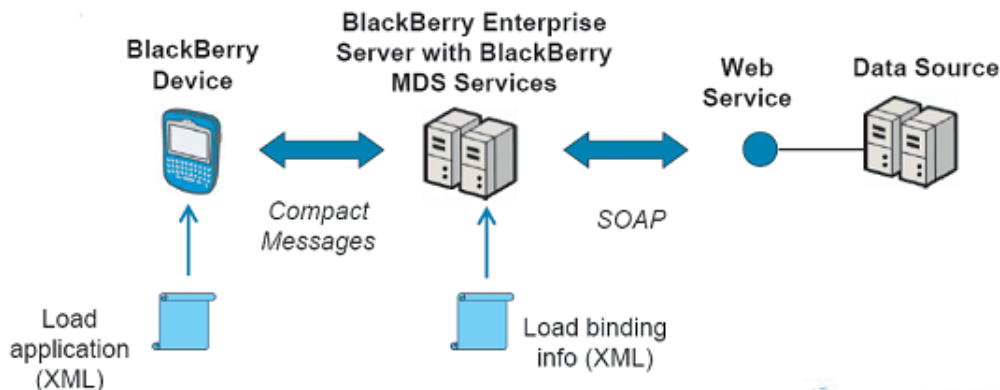 BlackBerry
Device
BlackBerry Enterprise
Server with BlackBerry
MDS Services
Web
Service
Data Source
Compact
Messages
SOAP
Load
application
(XML)
Load binding
info (XML)